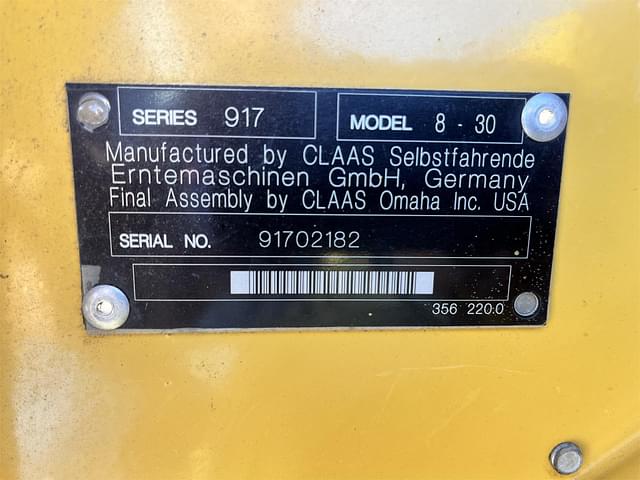 SERIES 917 MODEL 8 - 30
Manufactured by CLAAS Selbstfahrende
Erntemaschinen GmbH, Germany
Final Assembly by CLAAS Omaha Inc. USA
SERIAL NO. 91702182
356 220.0